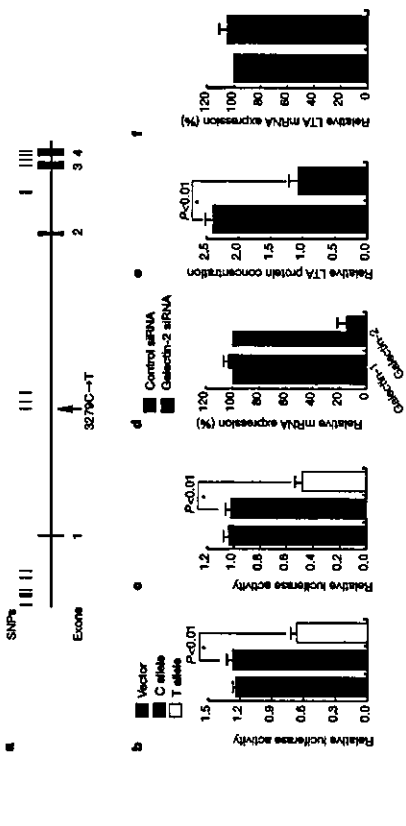 a
SNPs
Exons
1
2
3 4
3279C→T
b
Vector
C allele
T allele
Relative luciferase activity
1.5
1.2
0.9
0.6
0.3
0.0
P<0.01
*
c
Relative luciferase activity
1.2
1.0
0.8
0.6
0.4
0.2
0.0
P<0.01
*
d
Control siRNA
Galectin-2 siRNA
Relative mRNA expression (%)
120
100
80
60
40
20
0
Galectin-1
Galectin-2
e
Relative LTA protein concentration
2.5
2.0
1.5
1.0
0.5
0.0
P<0.01
*
f
Relative LTA mRNA expression (%)
120
100
80
60
40
20
0